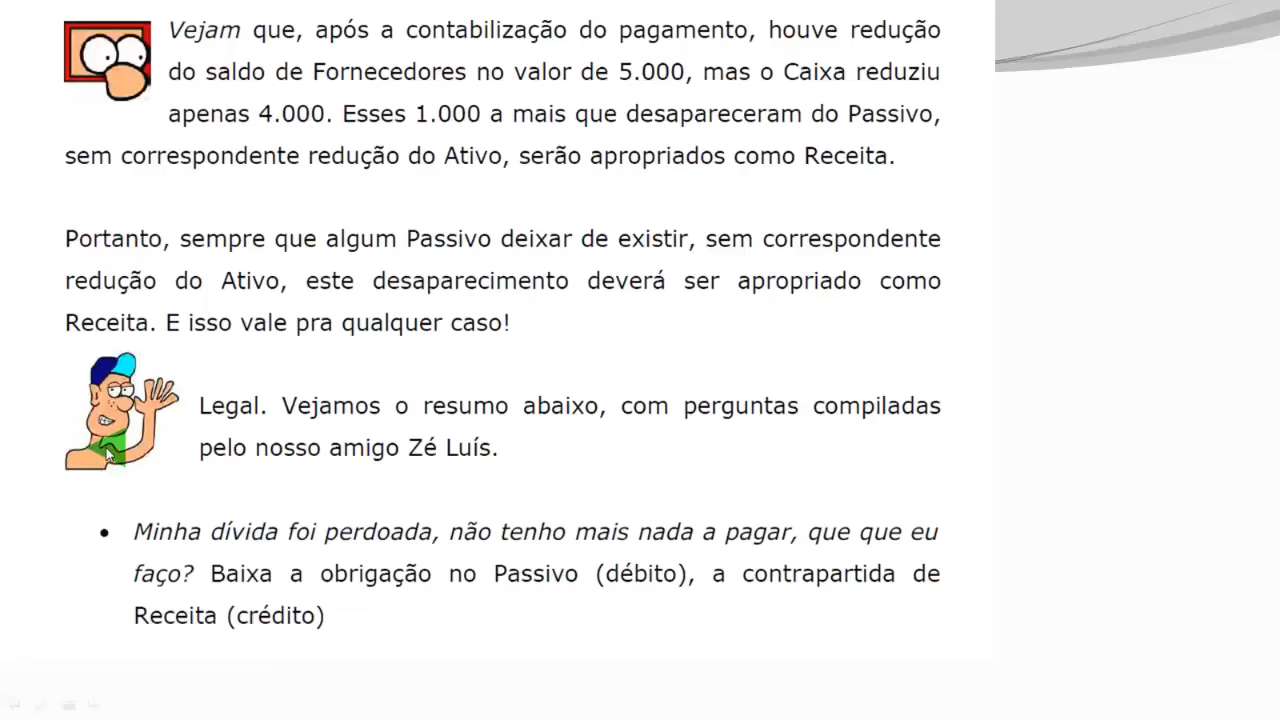 Vejam que, após a contabilização do pagamento, houve redução
do saldo de Fornecedores no valor de 5.000, mas o Caixa reduziu
apenas 4.000. Esses 1.000 a mais que desapareceram do Passivo,
sem correspondente redução do Ativo, serão apropriados como Receita.
Portanto, sempre que algum Passivo deixar de existir, sem correspondente
redução do Ativo, este desaparecimento deverá ser apropriado como
Receita. E isso vale pra qualquer caso!
Legal. Vejamos o resumo abaixo, com perguntas compiladas
pelo nosso amigo Zé Luís.
• Minha dívida foi perdoada, não tenho mais nada a pagar, que que eu
faço? Baixa a obrigação no Passivo (débito), a contrapartida de
Receita (crédito)